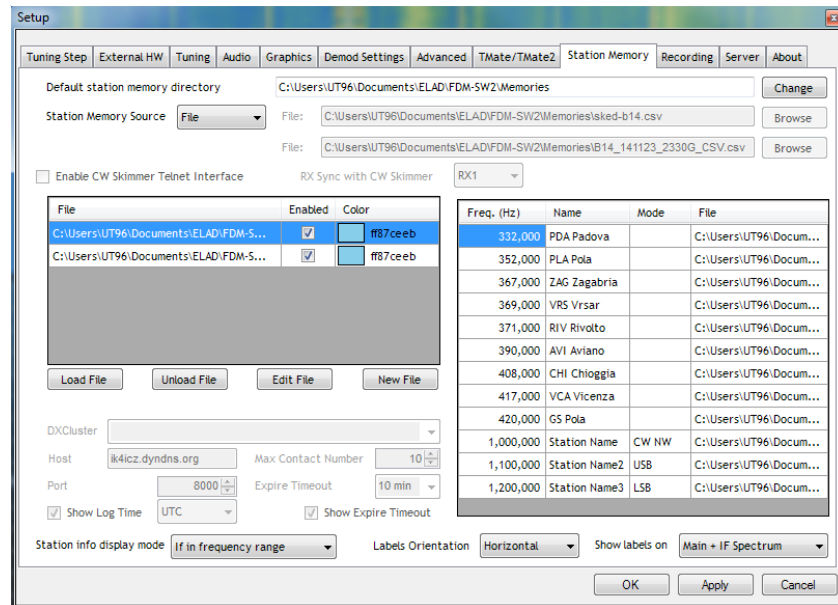 Setup
Tuning Step External HW Tuning Audio Graphics Demod Settings Advanced TMate/TMate2 Station Memory Recording Server About
Default station memory directory C:\Users\UT96\Documents\ELAD\FDM-SW2\Memories Change
Station Memory Source File File: C:\Users\UT96\Documents\ELAD\FDM-SW2\Memories\sked-b14.csv Browse
File: C:\Users\UT96\Documents\ELAD\FDM-SW2\Memories\B14_141123_2330G_CSV.csv Browse
Enable CW Skimmer Telnet Interface RX Sync with CW Skimmer RX1
File Enabled Color
C:\Users\UT96\Documents\ELAD\FDM-S... ff87ceeb
C:\Users\UT96\Documents\ELAD\FDM-S... ff87ceeb
Load File Unload File Edit File New File
Freq. (Hz) Name Mode File
332,000 PDA Padova C:\Users\UT96\Docum...
352,000 PLA Pola C:\Users\UT96\Docum...
367,000 ZAG Zagabria C:\Users\UT96\Docum...
369,000 VRS Vrsar C:\Users\UT96\Docum...
371,000 RIV Rivolto C:\Users\UT96\Docum...
390,000 AVI Aviano C:\Users\UT96\Docum...
408,000 CHI Chioggia C:\Users\UT96\Docum...
417,000 VCA Vicenza C:\Users\UT96\Docum...
420,000 GS Pola C:\Users\UT96\Docum...
1,000,000 Station Name CW NW C:\Users\UT96\Docum...
1,100,000 Station Name2 USB C:\Users\UT96\Docum...
1,200,000 Station Name3 LSB C:\Users\UT96\Docum...
DXCluster
Host ik4icz.dyndns.org Max Contact Number 10
Port 8000 Expire Timeout 10 min
Show Log Time UTC Show Expire Timeout
Station info display mode If in frequency range Labels Orientation Horizontal Show labels on Main + IF Spectrum
OK Apply Cancel